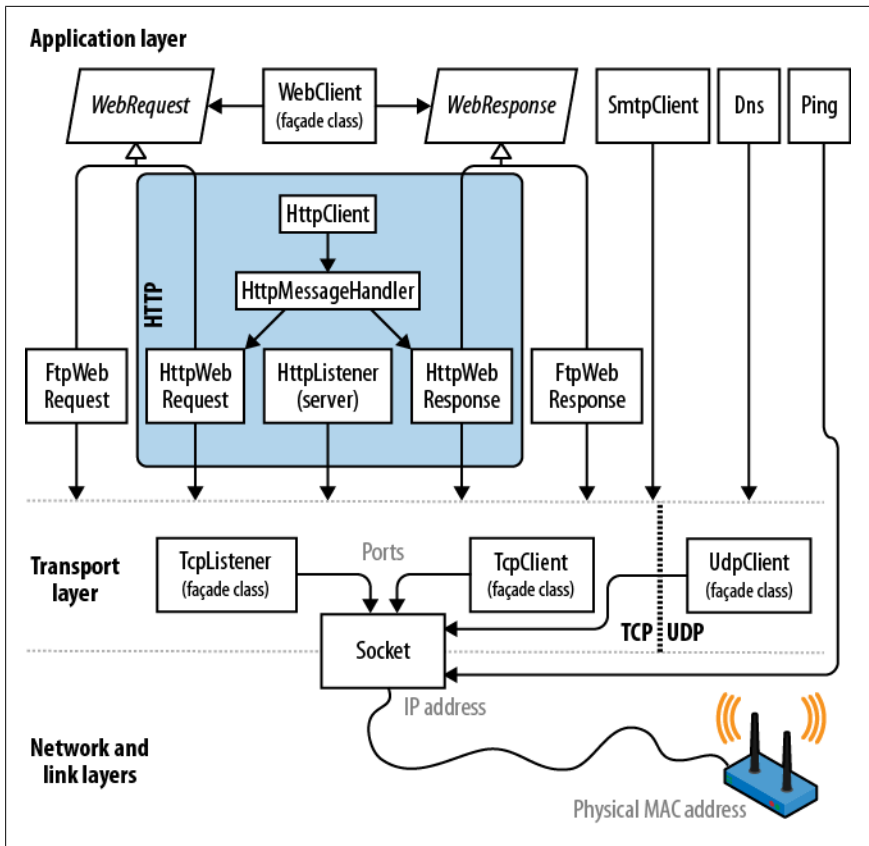 Application layer
WebRequest
WebClient
(façade class)
WebResponse
SmtpClient
Dns
Ping
HTTP
HttpClient
HttpMessageHandler
FtpWeb
Request
HttpWeb
Request
HttpListener
(server)
HttpWeb
Response
FtpWeb
Response
Transport
layer
TcpListener
(façade class)
Ports
TcpClient
(façade class)
UdpClient
(façade class)
TCP
UDP
Socket
IP address
Network and
link layers
Physical MAC address